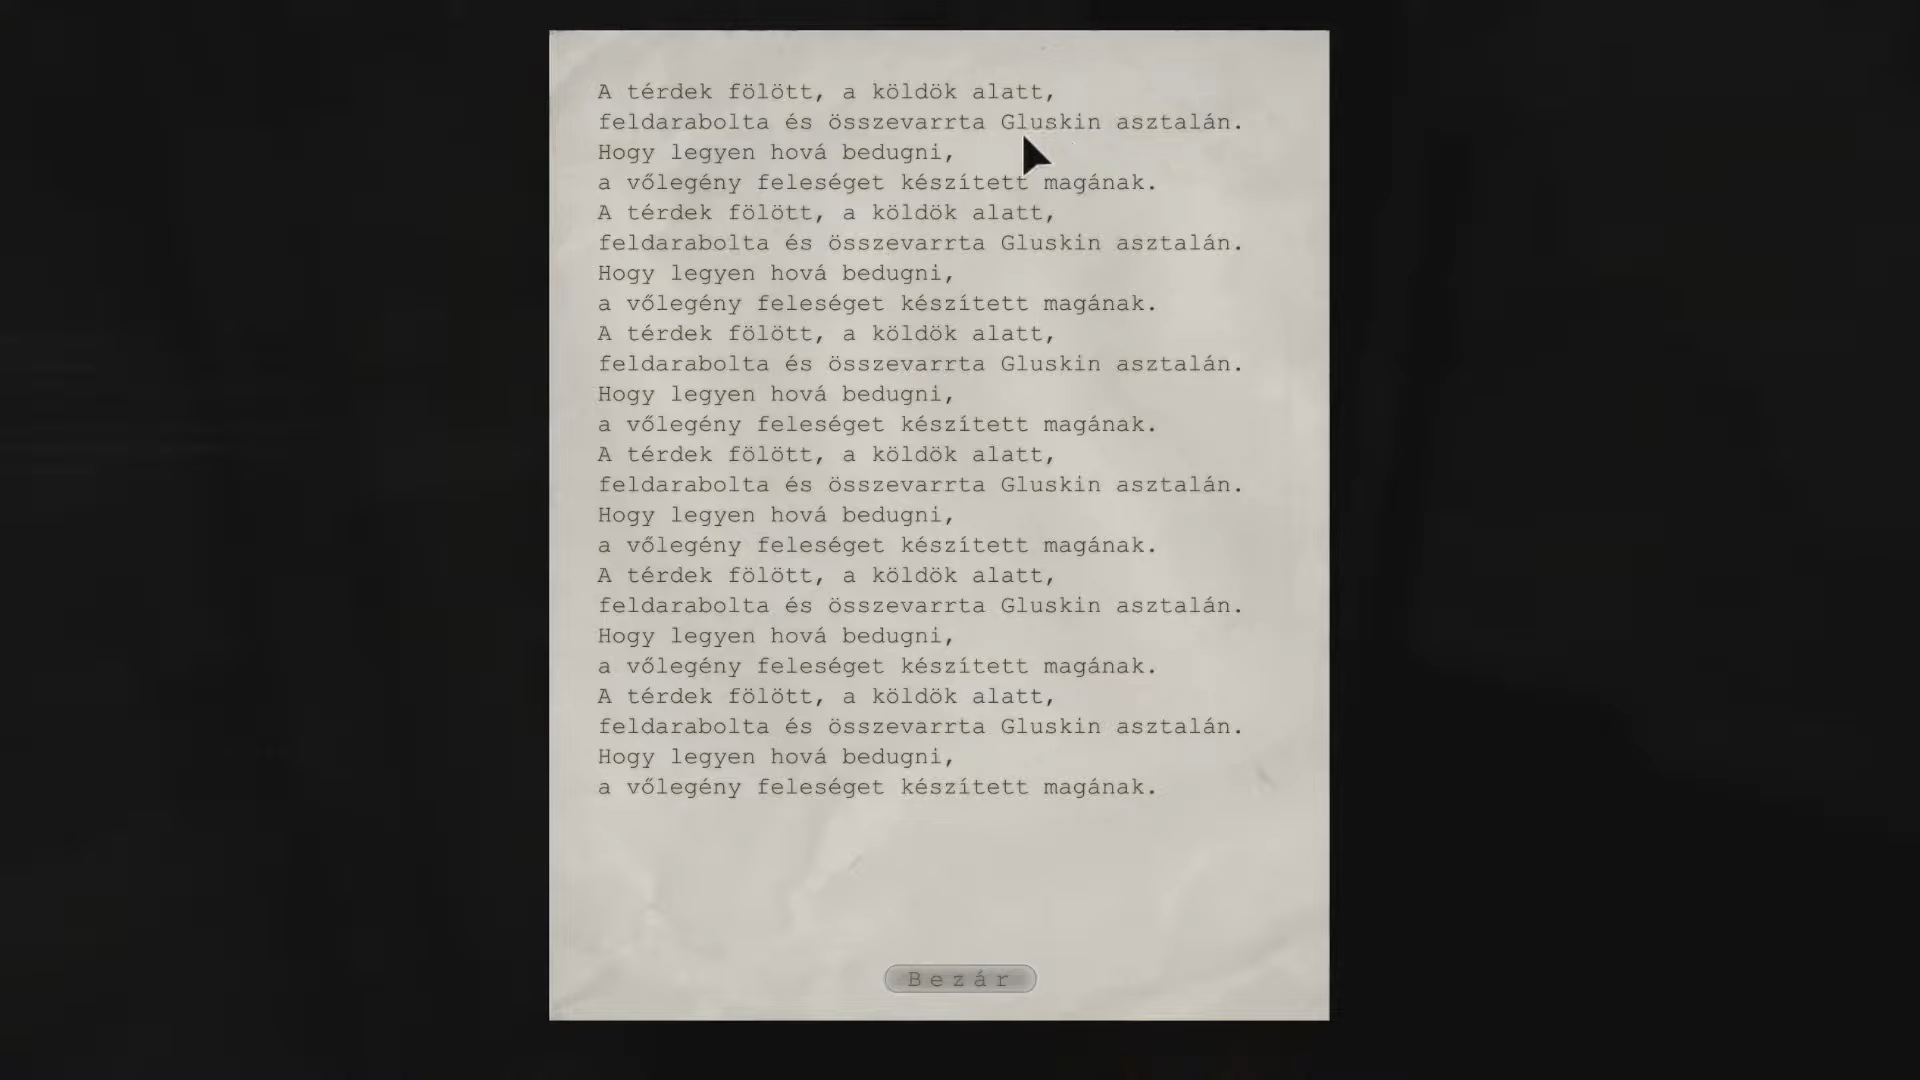 A térdek fölött, a köldök alatt,
feldarabolta és összevarrta Gluskin asztalán.
Hogy legyen hová bedugni,
a vőlegény feleséget készített magának.
A térdek fölött, a köldök alatt,
feldarabolta és összevarrta Gluskin asztalán.
Hogy legyen hová bedugni,
a vőlegény feleséget készített magának.
A térdek fölött, a köldök alatt,
feldarabolta és összevarrta Gluskin asztalán.
Hogy legyen hová bedugni,
a vőlegény feleséget készített magának.
A térdek fölött, a köldök alatt,
feldarabolta és összevarrta Gluskin asztalán.
Hogy legyen hová bedugni,
a vőlegény feleséget készített magának.
A térdek fölött, a köldök alatt,
feldarabolta és összevarrta Gluskin asztalán.
Hogy legyen hová bedugni,
a vőlegény feleséget készített magának.
A térdek fölött, a köldök alatt,
feldarabolta és összevarrta Gluskin asztalán.
Hogy legyen hová bedugni,
a vőlegény feleséget készített magának.
Bezár